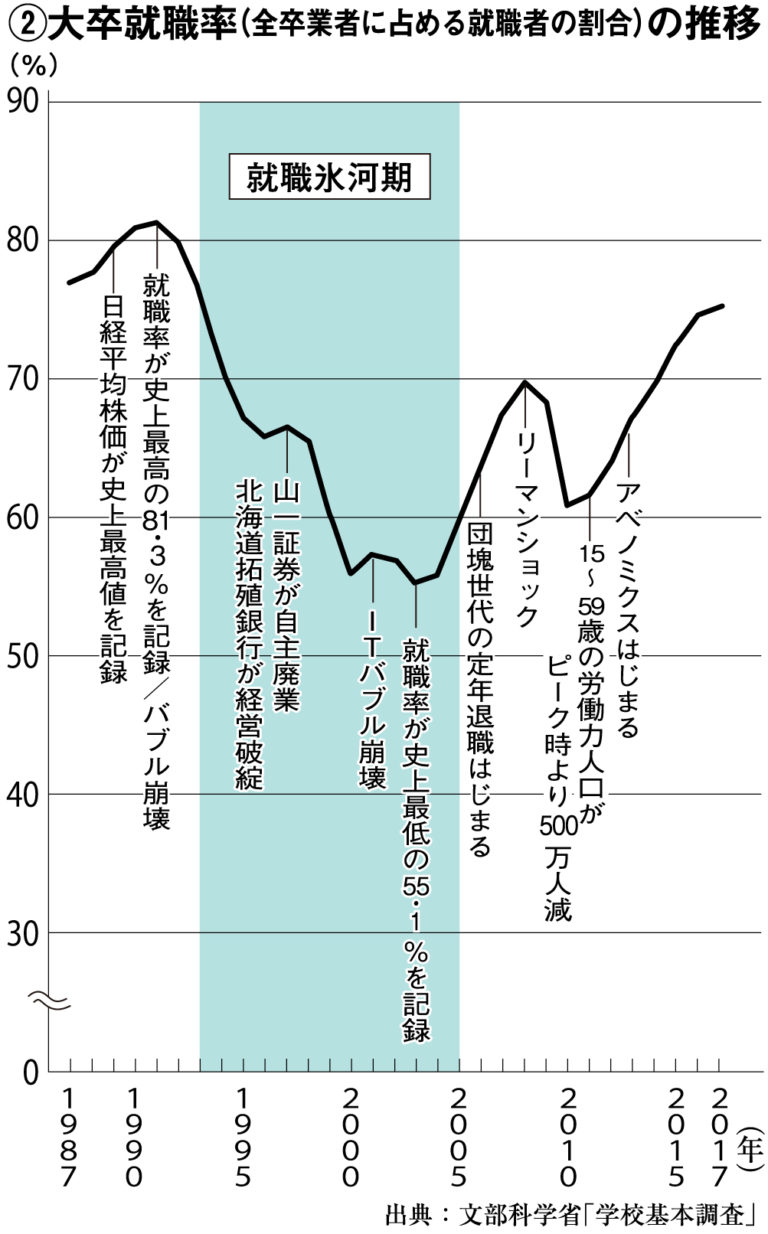 ②大卒就職率(全卒業者に占める就職者の割合)の推移
(%)
90
80
70
60
50
40
30
0
就職氷河期
日経平均株価が史上最高値を記録
就職率が史上最高の81・3%を記録／バブル崩壊
北海道拓殖銀行が経営破綻
山一証券が自主廃業
ITバブル崩壊
就職率が史上最低の55・1%を記録
団塊世代の定年退職はじまる
リーマンショック
15～59歳の労働力人口が
ピーク時より500万人減
アベノミクスはじまる
1987
1990
1995
2000
2005
2010
2015
2017
(年)
出典：文部科学省「学校基本調査」